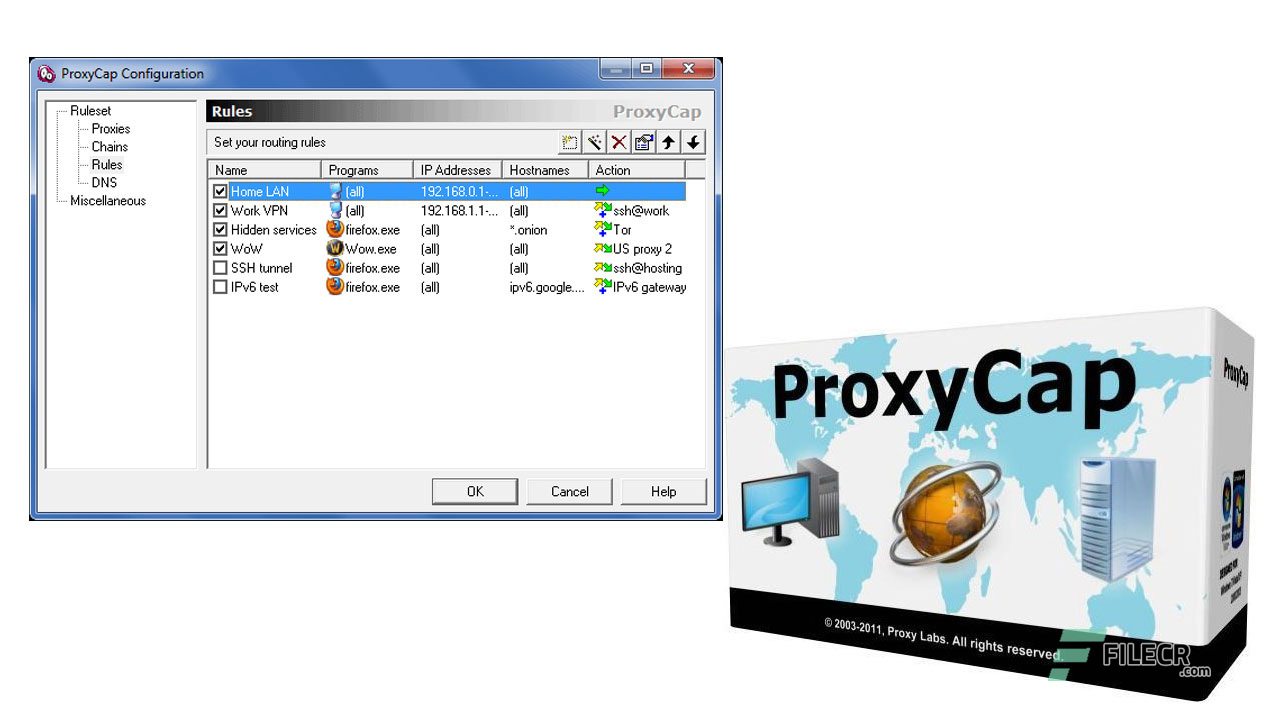 ProxyCap Configuration
Ruleset
Proxies
Chains
Rules
DNS
Miscellaneous
Rules
ProxyCap
Set your routing rules
Name Programs IP Addresses Hostnames Action
Home LAN (all) 192.168.0.1-... (all)
Work VPN (all) 192.168.1.1-... (all) ssh@work
Hidden services firefox.exe (all) *.onion Tor
WoW Wow.exe (all) (all) US proxy 2
SSH tunnel firefox.exe (all) (all) ssh@hosting
IPv6 test firefox.exe (all) ipv6.google.... IPv6 gateway
OK Cancel Help
ProxyCap
ProxyCap
© 2003-2011, Proxy Labs. All rights reserved.
FILECR
.com